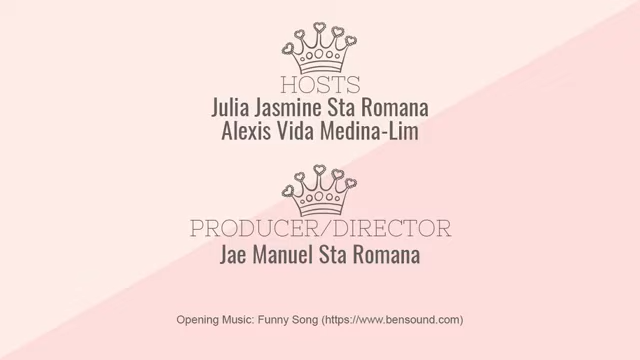 HOSTS
Julia Jasmine Sta Romana
Alexis Vida Medina-Lim
PRODUCER/DIRECTOR
Jae Manuel Sta Romana
Opening Music: Funny Song (https://www.bensound.com)